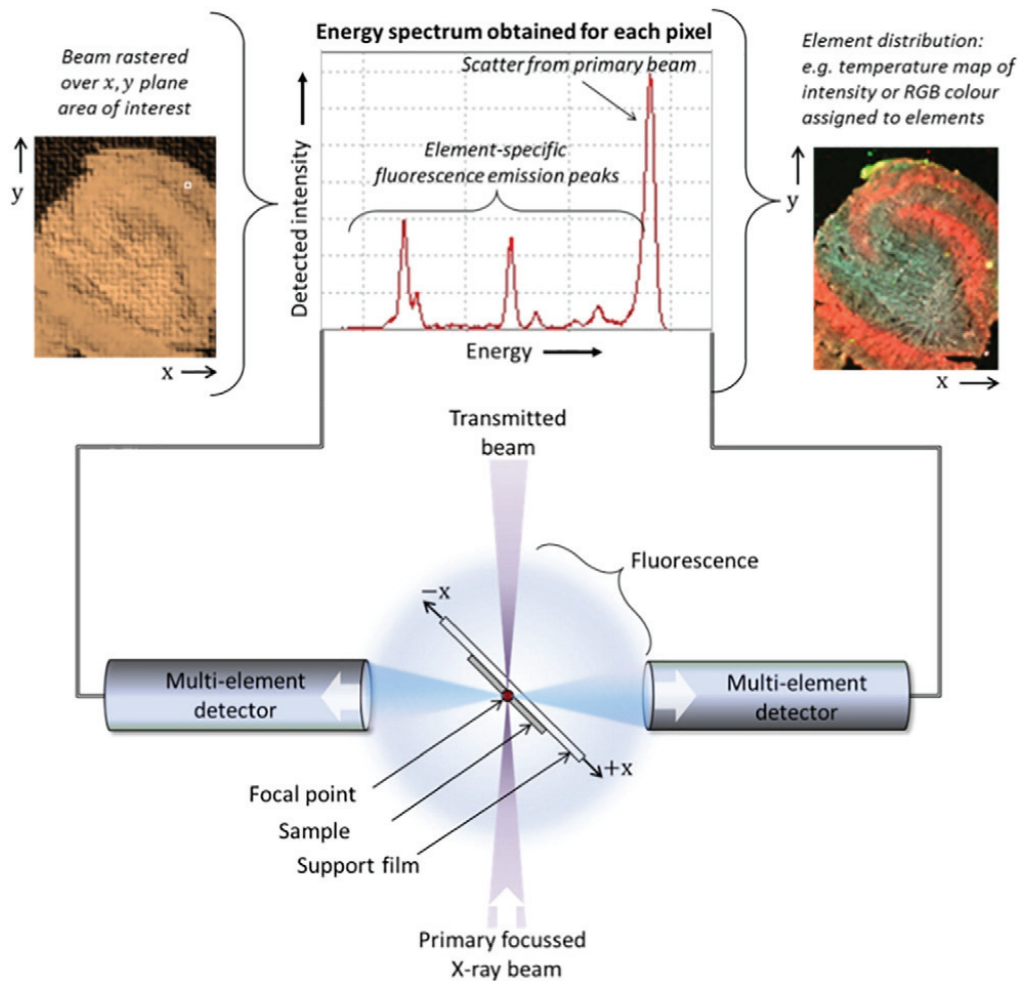 Energy spectrum obtained for each pixel
Beam rastered
over x, y plane
area of interest
y
x
Detected intensity
Scatter from primary beam
Element-specific
fluorescence emission peaks
Energy
Element distribution:
e.g. temperature map of
intensity or RGB colour
assigned to elements
y
x
Transmitted
beam
Fluorescence
−x
Multi-element
detector
Multi-element
detector
+x
Focal point
Sample
Support film
Primary focussed
X-ray beam